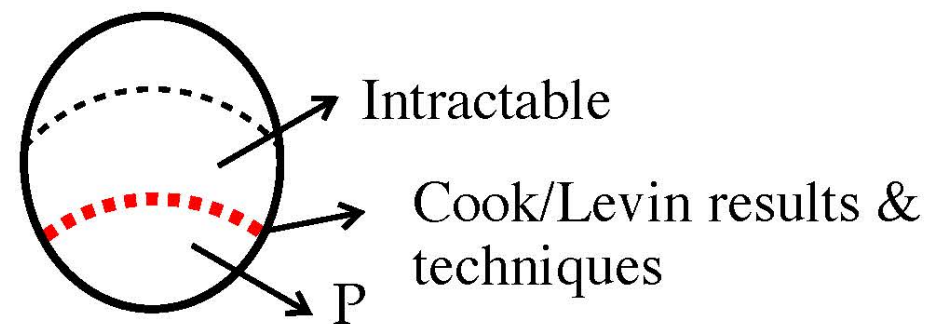 Intractable
Cook/Levin results &
techniques
P